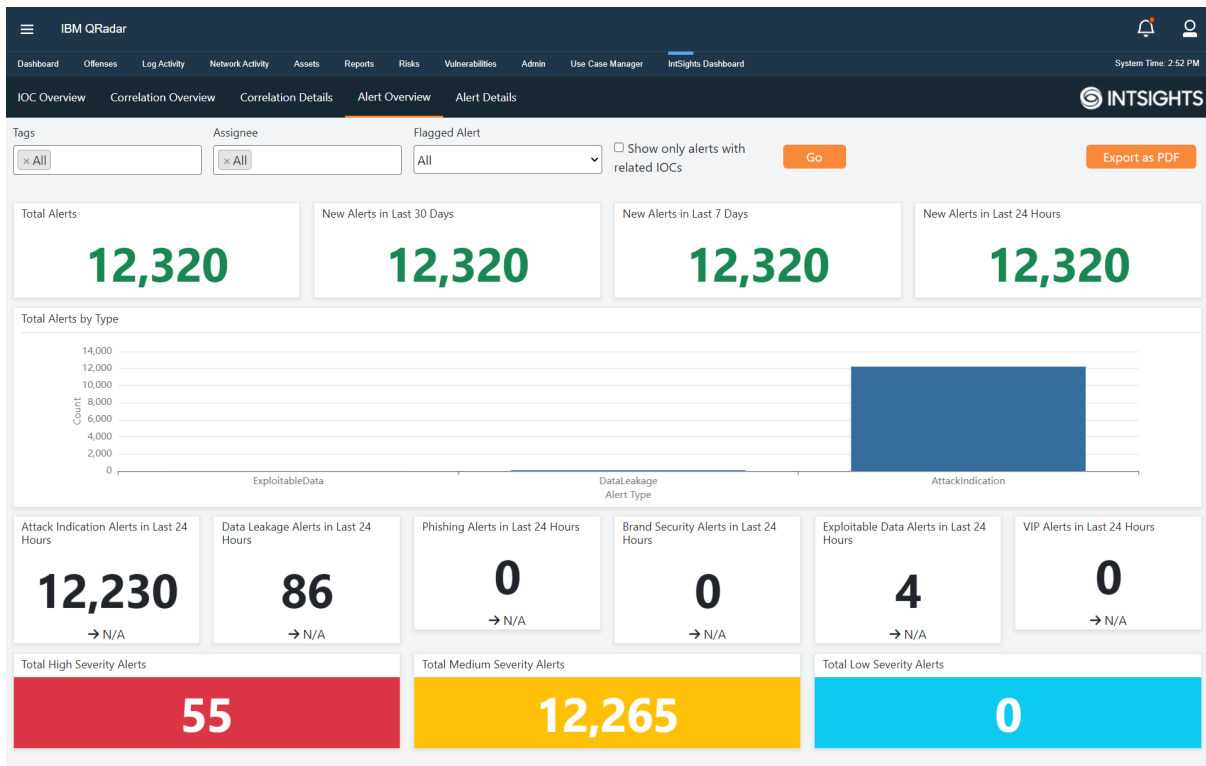 IBM QRadar
Dashboard Offenses Log Activity Network Activity Assets Reports Risks Vulnerabilities Admin Use Case Manager IntSights Dashboard System Time: 2:52 PM
IOC Overview Correlation Overview Correlation Details Alert Overview Alert Details INTSIGHTS
Tags Assignee Flagged Alert
× All × All All Show only alerts with Go Export as PDF
related IOCs
Total Alerts New Alerts in Last 30 Days New Alerts in Last 7 Days New Alerts in Last 24 Hours
12,320 12,320 12,320 12,320
Total Alerts by Type
14,000
12,000
10,000
8,000
6,000
4,000
2,000
0
Count
ExploitableData DataLeakage AttackIndication
Alert Type
Attack Indication Alerts in Last 24 Data Leakage Alerts in Last 24 Phishing Alerts in Last 24 Hours Brand Security Alerts in Last 24 Exploitable Data Alerts in Last 24 VIP Alerts in Last 24 Hours
Hours Hours Hours Hours
12,230 86 0 0 4 0
→ N/A → N/A → N/A → N/A → N/A → N/A
Total High Severity Alerts Total Medium Severity Alerts Total Low Severity Alerts
55 12,265 0